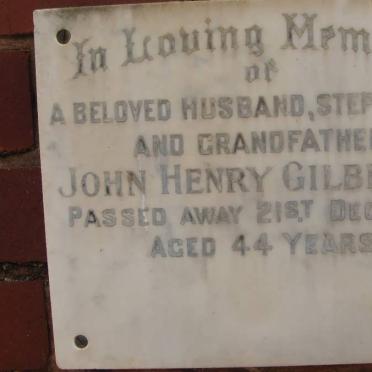 In Loving Mem
of
A BELOVED HUSBAND, STEP
AND GRANDFATHE
JOHN HENRY GILB
PASSED AWAY 21ST DEC
AGED 44 YEARS